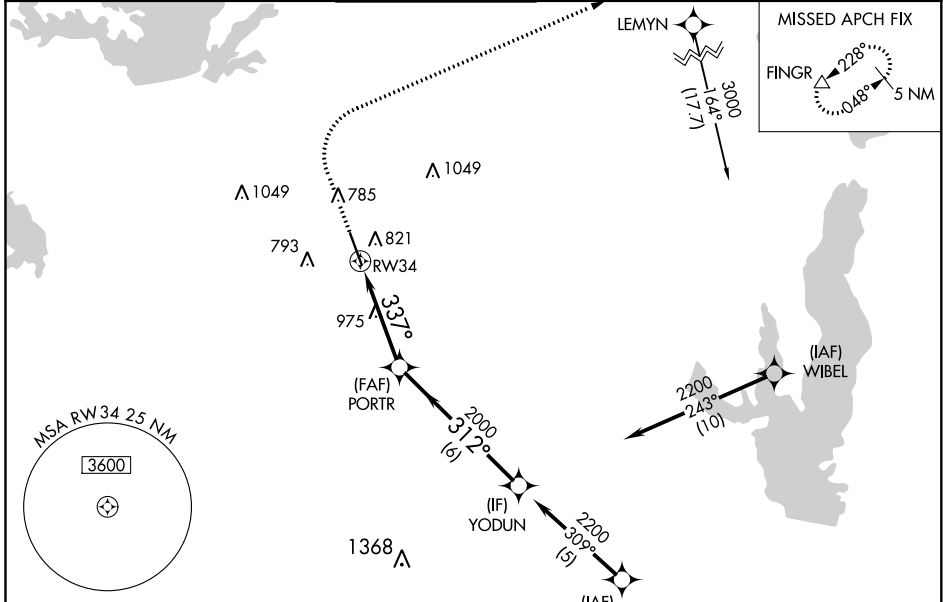 LEMYN
3000
164°
(17.7)
MISSED APCH FIX
FINGR
228°
048°
5 NM
1049
785
1049
793
821
RW34
975
337°
(FAF)
PORTR
(IAF)
WIBEL
2200
243°
(10)
2000
312°
(6)
(IF)
YODUN
2200
309°
(5)
MSA RW34 25 NM
3600
1368
(IAF)